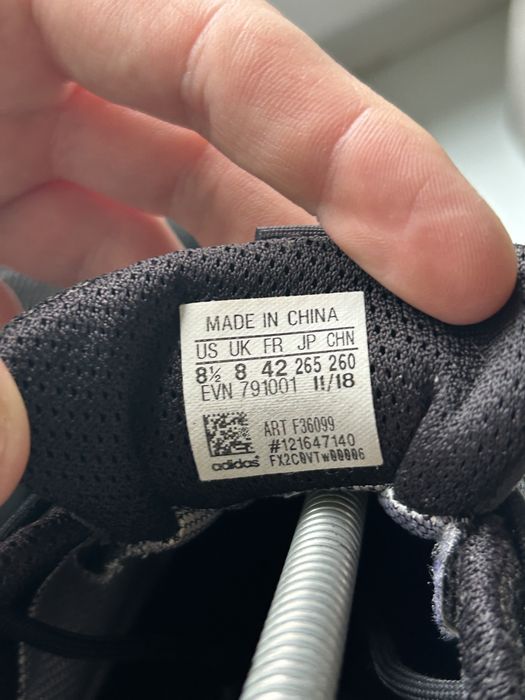 MADE IN CHINA
US UK FR JP CHN
8½ 8 42 265 260
EVN 791001 11/18
ART F36099
#121647140
adidas FX2CQVTW00006